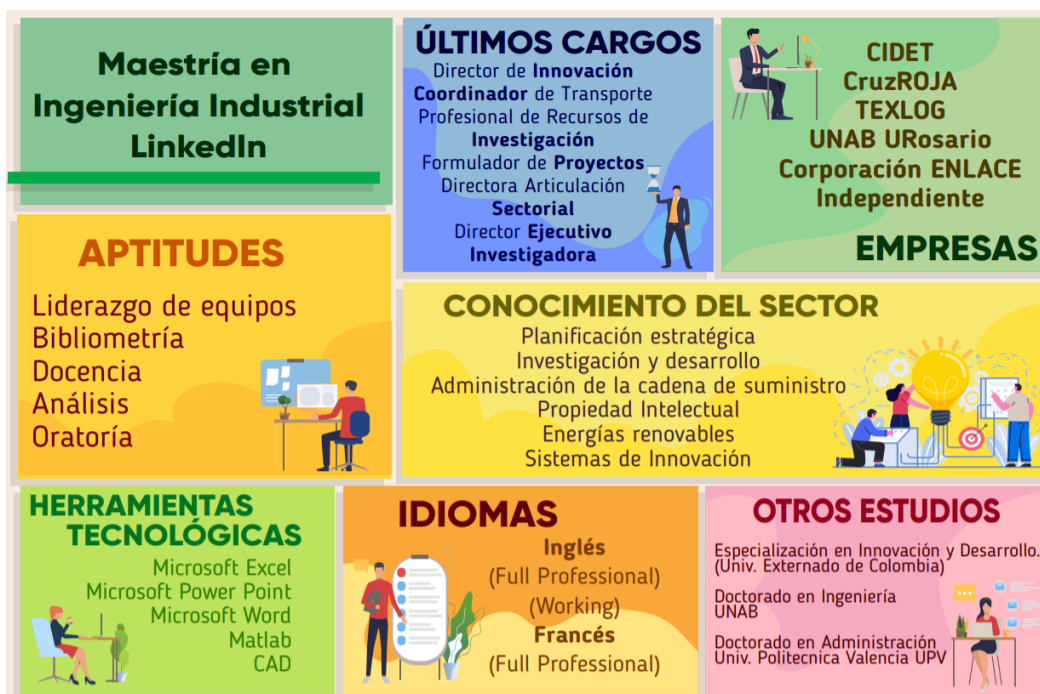 Maestría en
Ingeniería Industrial
LinkedIn
ÚLTIMOS CARGOS
Director de Innovación
Coordinador de Transporte
Profesional de Recursos de
Investigación
Formulador de Proyectos
Directora Articulación
Sectorial
Director Ejecutivo
Investigadora
CIDET
CruzROJA
TEXLOG
UNAB URosario
Corporación ENLACE
Independiente
EMPRESAS
APTITUDES
Liderazgo de equipos
Bibliometría
Docencia
Análisis
Oratoría
CONOCIMIENTO DEL SECTOR
Planificación estratégica
Investigación y desarrollo
Administración de la cadena de suministro
Propiedad Intelectual
Energías renovables
Sistemas de Innovación
HERRAMIENTAS
TECNOLÓGICAS
Microsoft Excel
Microsoft Power Point
Microsoft Word
Matlab
CAD
IDIOMAS
Inglés
(Full Professional)
(Working)
Francés
(Full Professional)
OTROS ESTUDIOS
Especialización en Innovación y Desarrollo.
(Univ. Externado de Colombia)
Doctorado en Ingeniería
UNAB
Doctorado en Administración
Univ. Politecnica Valencia UPV